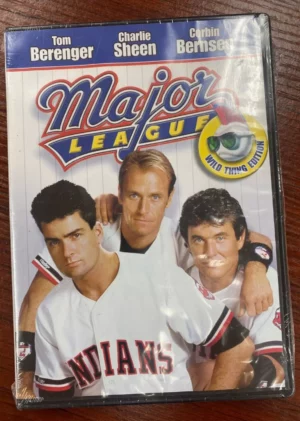 Tom
Berenger
Charlie
Sheen
Corbin
Major
LEAGUE
WILD THING EDITION
INDIANS